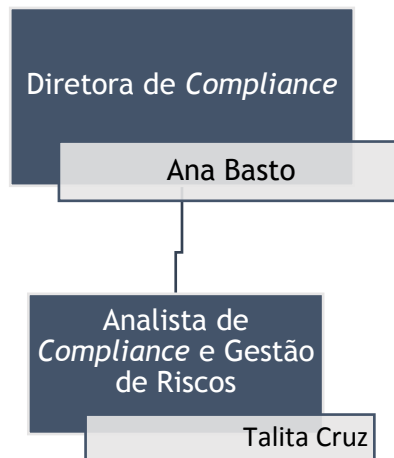 Diretora de Compliance
Ana Basto
Analista de
Compliance e Gestão
de Riscos
Talita Cruz